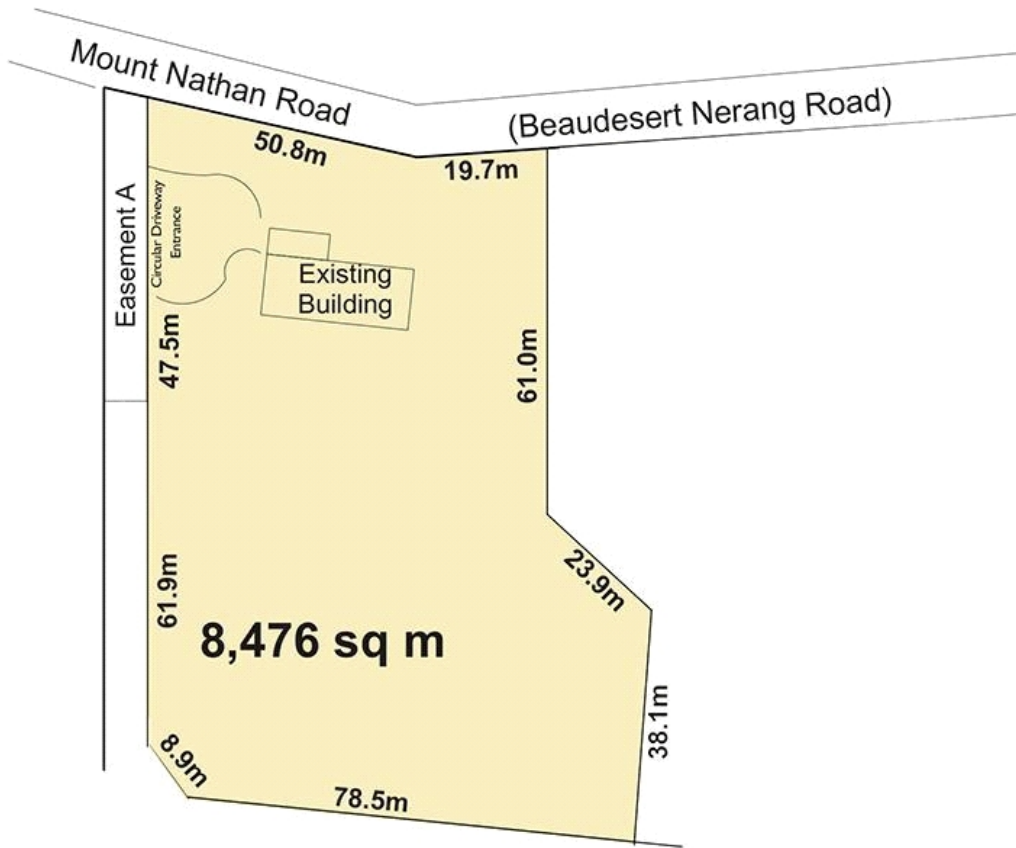 Mount Nathan Road
(Beaudesert Nerang Road)
50.8m
19.7m
Easement A
Circular Driveway
Entrance
Existing
Building
47.5m
61.0m
61.9m
23.9m
8,476 sq m
38.1m
8.9m
78.5m